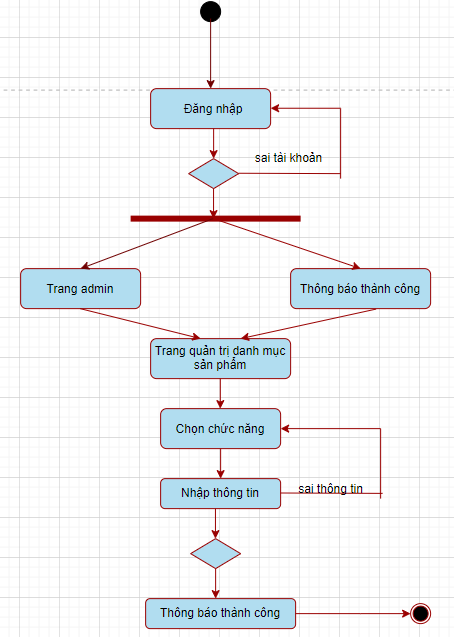 Đăng nhập
sai tài khoản
Trang admin
Thông báo thành công
Trang quản trị danh mục
sản phẩm
Chọn chức năng
Nhập thông tin
sai thông tin
Thông báo thành công